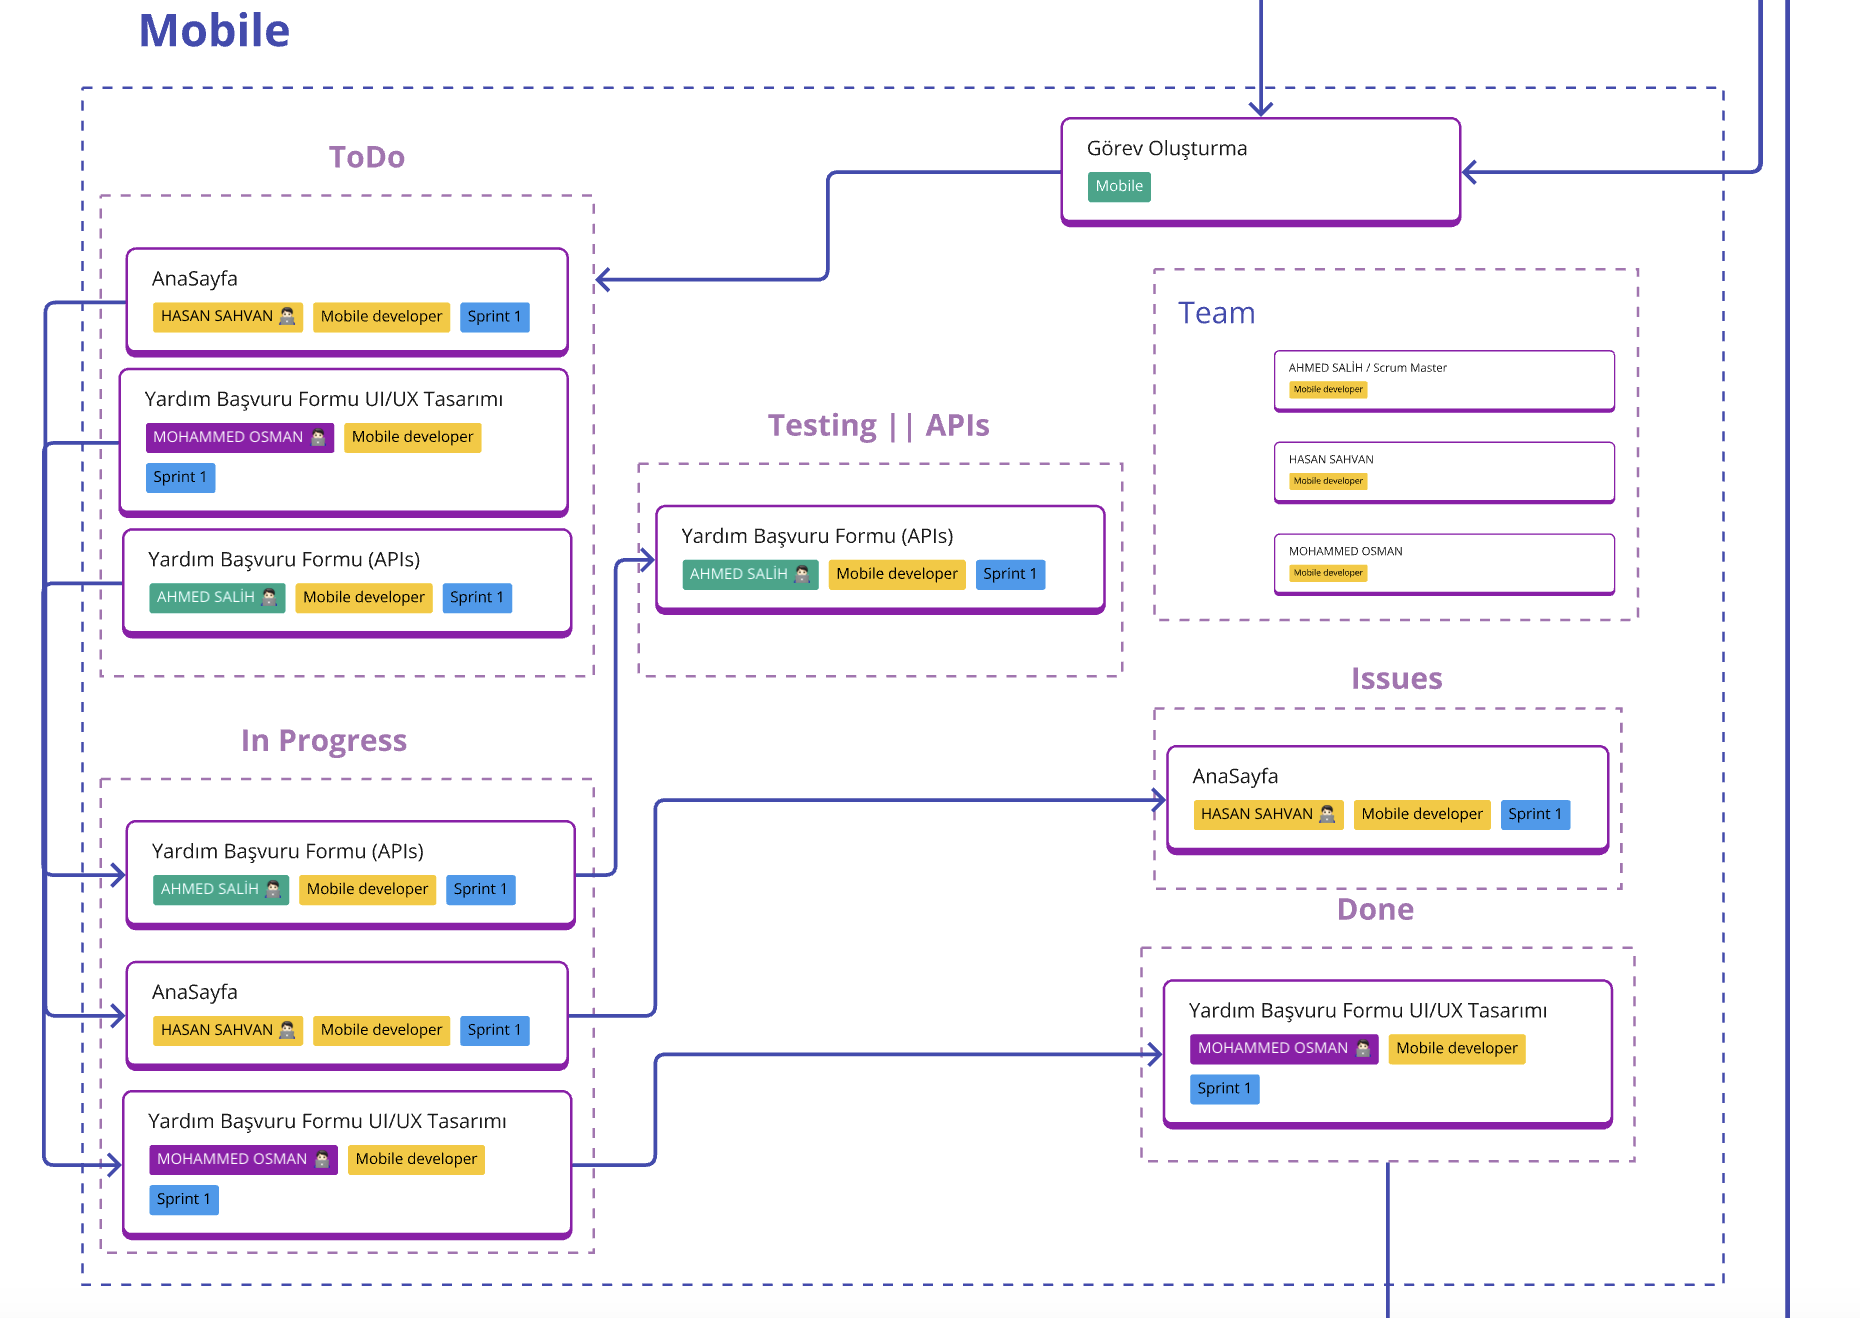 Mobile
Görev Oluşturma
Mobile
ToDo
AnaSayfa
HASAN SAHVAN 👨🏻‍💻 Mobile developer Sprint 1
Yardım Başvuru Formu UI/UX Tasarımı
MOHAMMED OSMAN 👨🏻‍💻 Mobile developer
Sprint 1
Yardım Başvuru Formu (APIs)
AHMED SALİH 👨🏻‍💻 Mobile developer Sprint 1
Testing || APIs
Yardım Başvuru Formu (APIs)
AHMED SALİH 👨🏻‍💻 Mobile developer Sprint 1
Team
AHMED SALİH / Scrum Master
Mobile developer
HASAN SAHVAN
Mobile developer
MOHAMMED OSMAN
Mobile developer
In Progress
Yardım Başvuru Formu (APIs)
AHMED SALİH 👨🏻‍💻 Mobile developer Sprint 1
AnaSayfa
HASAN SAHVAN 👨🏻‍💻 Mobile developer Sprint 1
Yardım Başvuru Formu UI/UX Tasarımı
MOHAMMED OSMAN 👨🏻‍💻 Mobile developer
Sprint 1
Issues
AnaSayfa
HASAN SAHVAN 👨🏻‍💻 Mobile developer Sprint 1
Done
Yardım Başvuru Formu UI/UX Tasarımı
MOHAMMED OSMAN 👨🏻‍💻 Mobile developer
Sprint 1